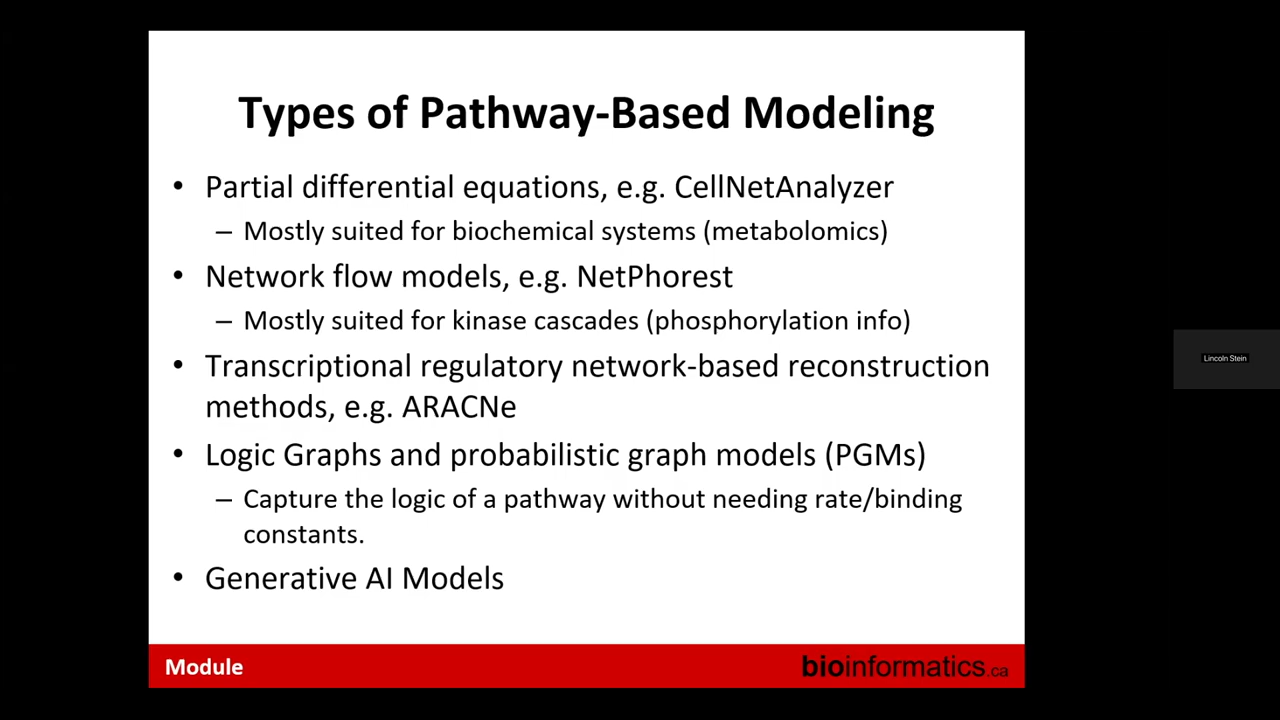 Types of Pathway-Based Modeling
• Partial differential equations, e.g. CellNetAnalyzer
– Mostly suited for biochemical systems (metabolomics)
• Network flow models, e.g. NetPhorest
– Mostly suited for kinase cascades (phosphorylation info)
• Transcriptional regulatory network-based reconstruction
methods, e.g. ARACNe
• Logic Graphs and probabilistic graph models (PGMs)
– Capture the logic of a pathway without needing rate/binding
constants.
• Generative AI Models
Module
bioinformatics.ca
Lincoln Stein